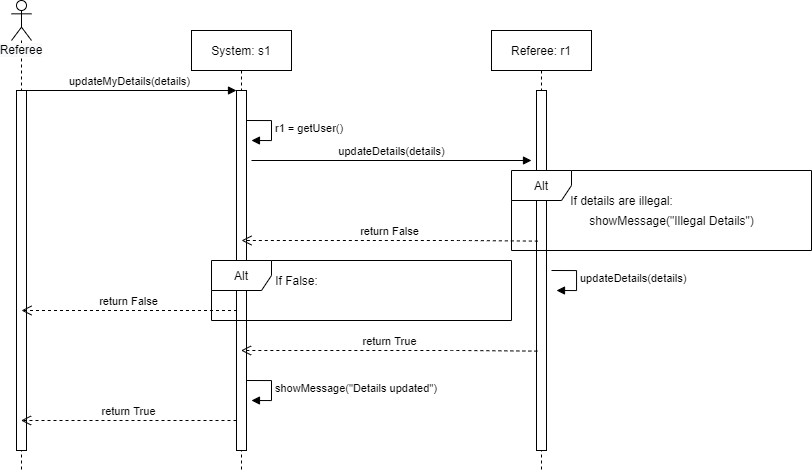 Referee
System: s1
Referee: r1
updateMyDetails(details)
r1 = getUser()
updateDetails(details)
Alt
If details are illegal:
showMessage("Illegal Details")
return False
Alt
If False:
updateDetails(details)
return False
return True
showMessage("Details updated")
return True